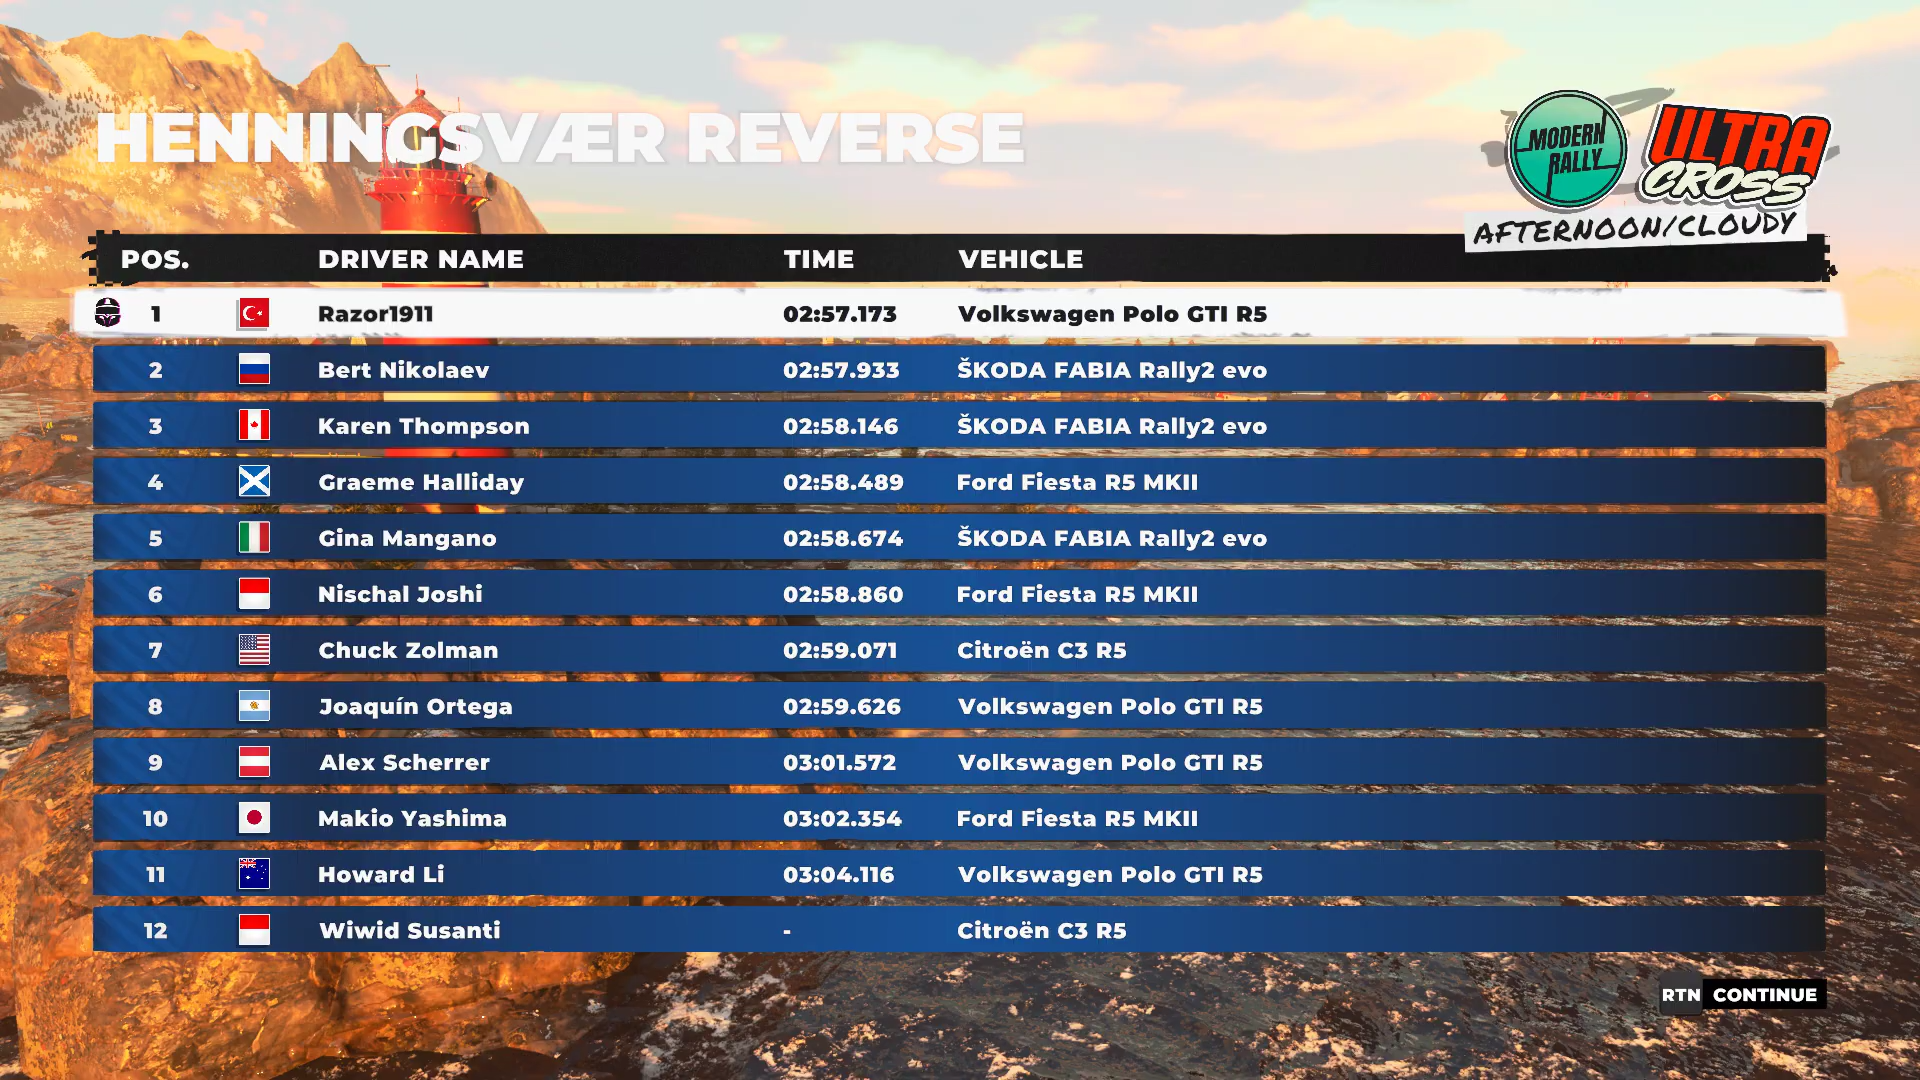 HENNINGSVÆR REVERSE
MODERN
RALLY
ULTRA
CROSS
AFTERNOON/CLOUDY
POS. DRIVER NAME TIME VEHICLE
1 Razor1911 02:57.173 Volkswagen Polo GTI R5
2 Bert Nikolaev 02:57.933 ŠKODA FABIA Rally2 evo
3 Karen Thompson 02:58.146 ŠKODA FABIA Rally2 evo
4 Graeme Halliday 02:58.489 Ford Fiesta R5 MKII
5 Gina Mangano 02:58.674 ŠKODA FABIA Rally2 evo
6 Nischal Joshi 02:58.860 Ford Fiesta R5 MKII
7 Chuck Zolman 02:59.071 Citroën C3 R5
8 Joaquín Ortega 02:59.626 Volkswagen Polo GTI R5
9 Alex Scherrer 03:01.572 Volkswagen Polo GTI R5
10 Makio Yashima 03:02.354 Ford Fiesta R5 MKII
11 Howard Li 03:04.116 Volkswagen Polo GTI R5
12 Wiwid Susanti - Citroën C3 R5
RTN CONTINUE